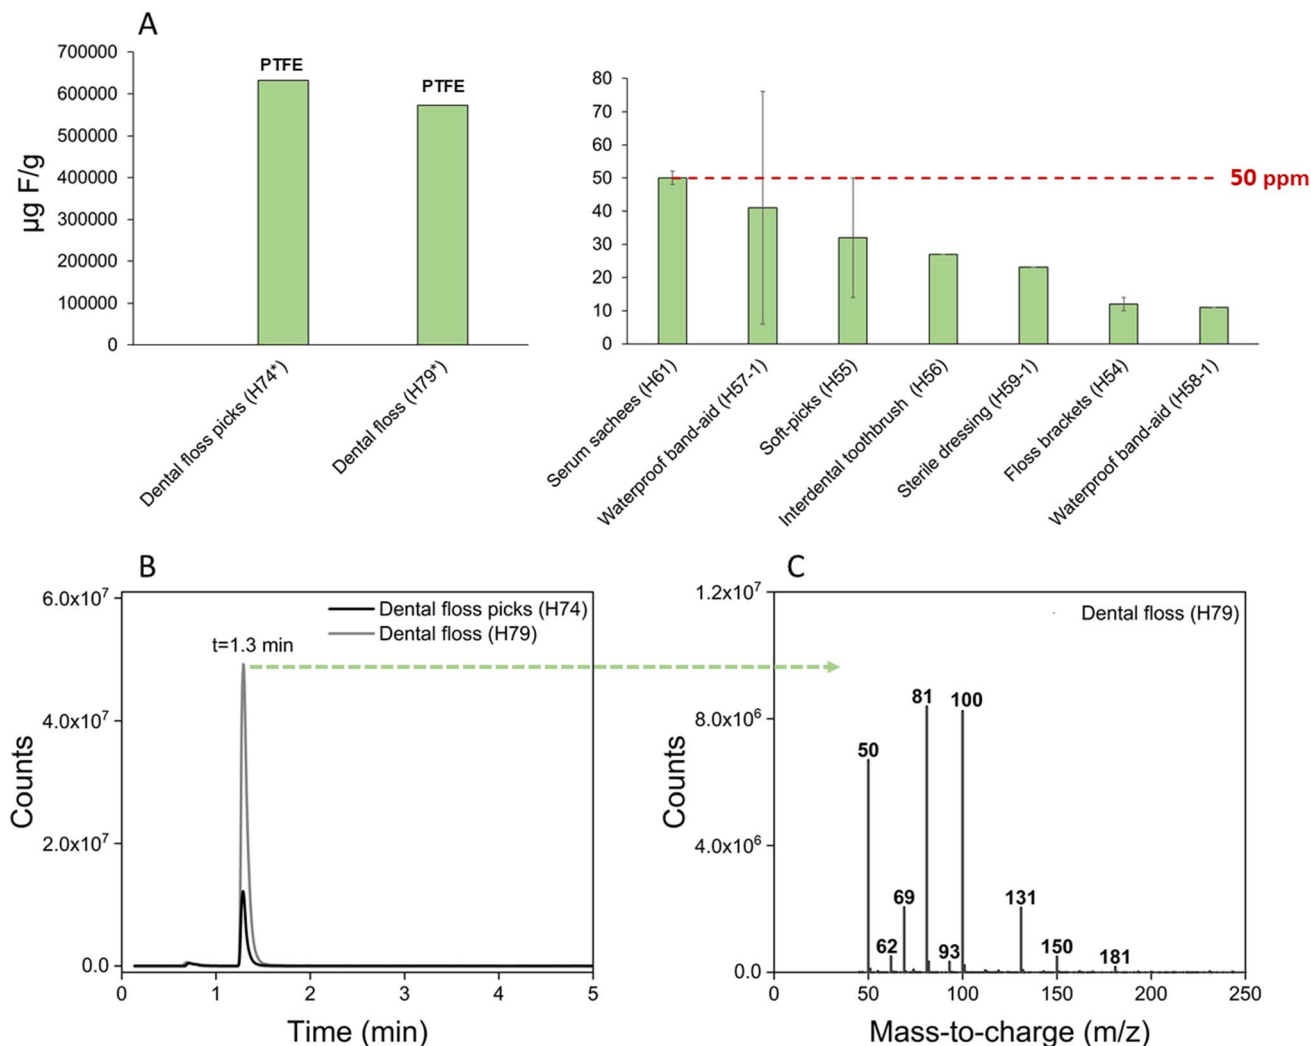 A
µg F/g
700000
600000
500000
400000
300000
200000
100000
0
PTFE
PTFE
Dental floss picks (H74*)
Dental floss (H79*)
80
70
60
50
40
30
20
10
0
50 ppm
Serum sachees (H61)
Waterproof band-aid (H57-1)
Soft-picks (H55)
Interdental toothbrush (H56)
Sterile dressing (H59-1)
Floss brackets (H54)
Waterproof band-aid (H58-1)
B
Counts
6.0x10⁷
4.0x10⁷
2.0x10⁷
0.0
Dental floss picks (H74)
Dental floss (H79)
t=1.3 min
0 1 2 3 4 5
Time (min)
C
Counts
1.2x10⁷
8.0x10⁶
4.0x10⁶
0.0
Dental floss (H79)
50
62
69
81
93
100
131
150
181
0 50 100 150 200 250
Mass-to-charge (m/z)